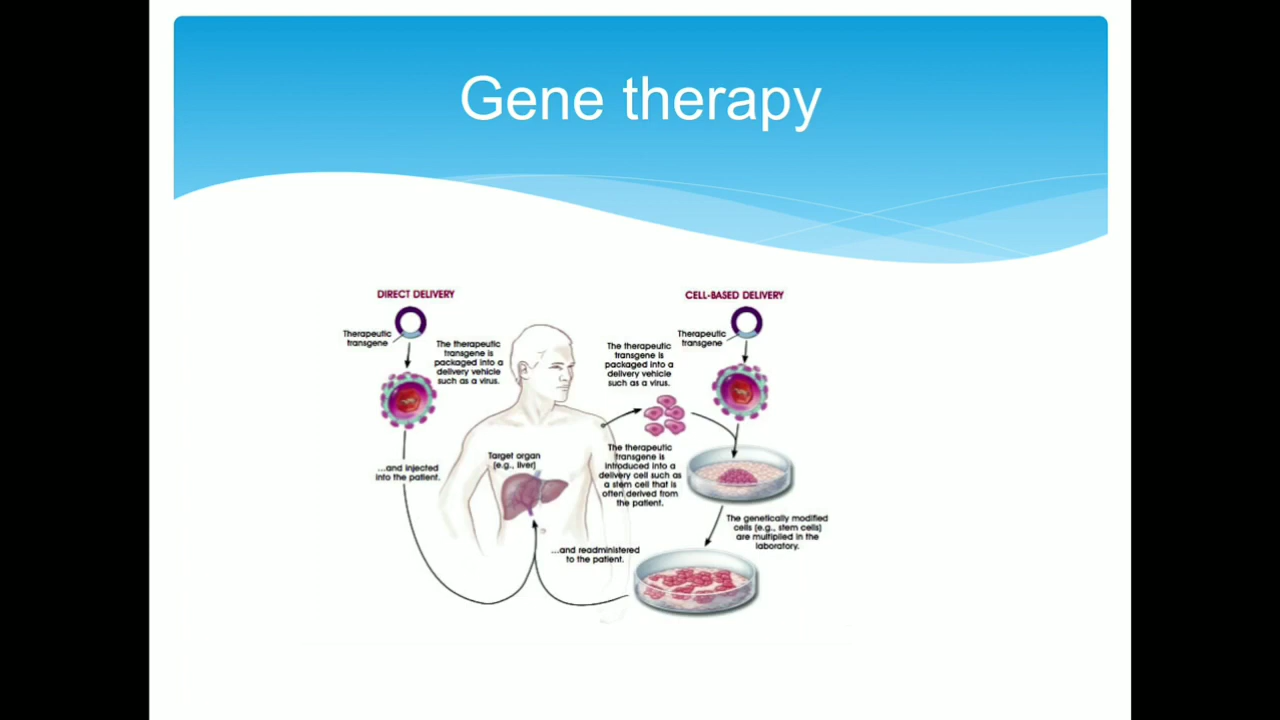 Gene therapy
DIRECT DELIVERY
Therapeutic
transgene
The therapeutic
transgene is
packaged into a
delivery vehicle
such as a virus.
...and injected
into the patient.
Target organ
(e.g., liver)
CELL-BASED DELIVERY
Therapeutic
transgene
The therapeutic
transgene is
packaged into a
delivery vehicle
such as a virus.
The therapeutic
transgene is
introduced into a
delivery cell such as
a stem cell that is
often derived from
the patient.
The genetically modified
cells (e.g., stem cells)
are multiplied in the
laboratory.
...and readministered
to the patient.